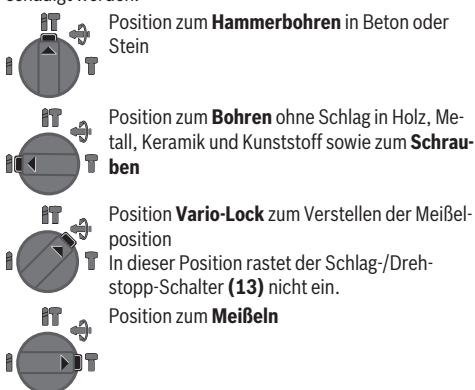 Position zum Hammerbohren in Beton oder
Stein
Position zum Bohren ohne Schlag in Holz, Me-
tall, Keramik und Kunststoff sowie zum Schrau-
ben
Position Vario-Lock zum Verstellen der Meißel-
position
In dieser Position rastet der Schlag-/Dreh-
stopp-Schalter (13) nicht ein.
Position zum Meißeln